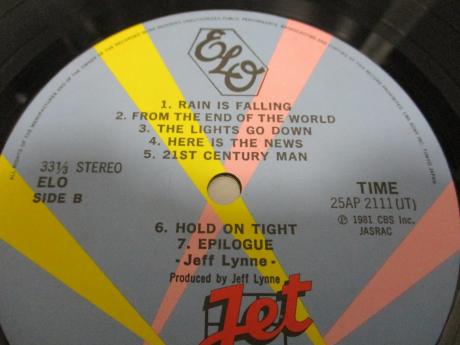 ELO
1. RAIN IS FALLING
2. FROM THE END OF THE WORLD
3. THE LIGHTS GO DOWN
4. HERE IS THE NEWS
5. 21ST CENTURY MAN
33⅓ STEREO
ELO
SIDE B
TIME
25AP 2111 (JT)
Ⓟ 1981 CBS Inc.
JASRAC
6. HOLD ON TIGHT
7. EPILOGUE
- Jeff Lynne -
Produced by Jeff Lynne
Jet